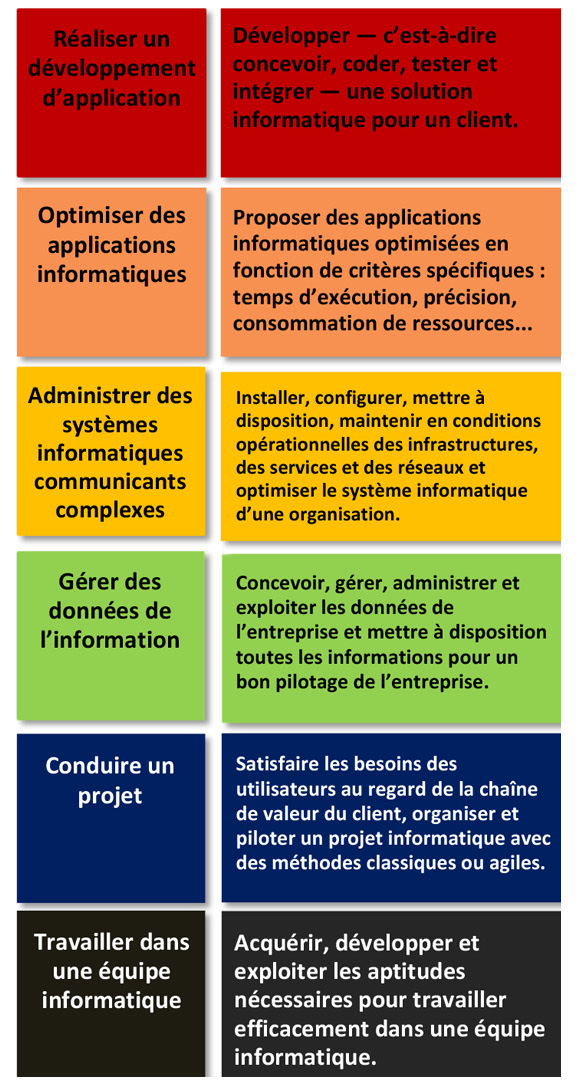 Réaliser un
développement
d’application
Développer — c’est-à-dire
concevoir, coder, tester et
intégrer — une solution
informatique pour un client.
Optimiser des
applications
informatiques
Proposer des applications
informatiques optimisées en
fonction de critères spécifiques :
temps d’exécution, précision,
consommation de ressources...
Administrer des
systèmes
informatiques
communicants
complexes
Installer, configurer, mettre à
disposition, maintenir en conditions
opérationnelles des infrastructures,
des services et des réseaux et
optimiser le système informatique
d’une organisation.
Gérer des
données de
l’information
Concevoir, gérer, administrer et
exploiter les données de
l’entreprise et mettre à disposition
toutes les informations pour un
bon pilotage de l’entreprise.
Conduire un
projet
Satisfaire les besoins des
utilisateurs au regard de la chaîne
de valeur du client, organiser et
piloter un projet informatique avec
des méthodes classiques ou agiles.
Travailler dans
une équipe
informatique
Acquérir, développer et
exploiter les aptitudes
nécessaires pour travailler
efficacement dans une équipe
informatique.